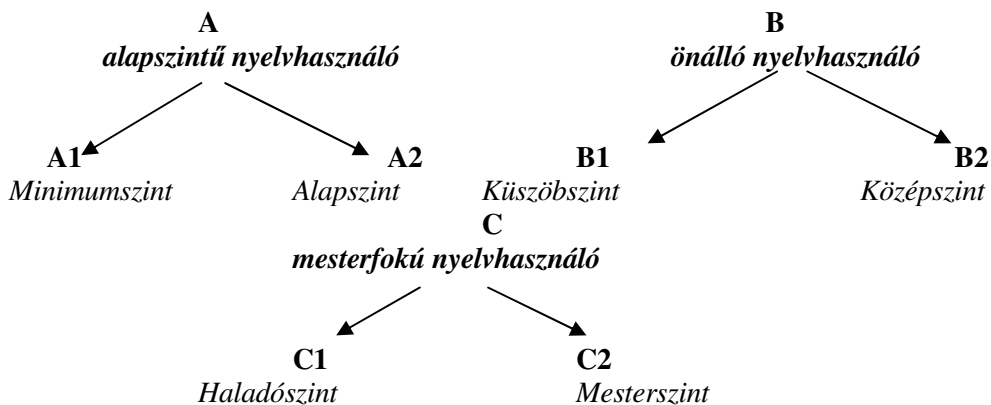 A B
alapszintű nyelvhasználó önálló nyelvhasználó
A1 A2 B1 B2
Minimumszint Alapszint Küszöbszint Középszint
C
mesterfokú nyelvhasználó
C1 C2
Haladószint Mesterszint